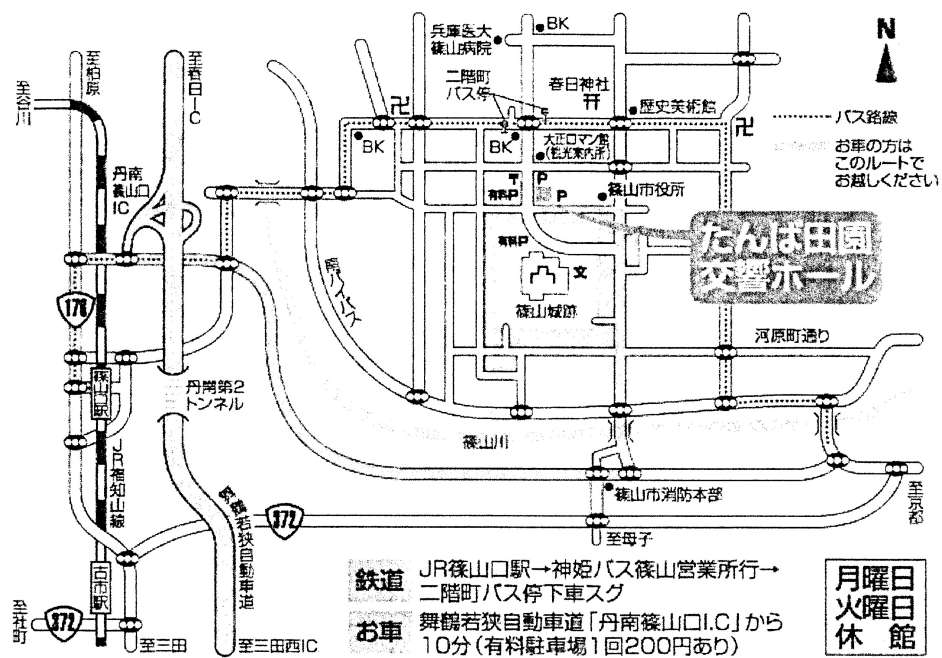 至柏原
至春日IC
至谷川
兵庫医大
篠山病院
BK
二階町
バス停
春日神社
歴史美術館
N
バス路線
お車の方は
このルートで
お越しください
BK
BK
大正ロマン館
(観光案内所)
丹南
篠山口
IC
P
有料P
P
篠山市役所
たんば田園
交響ホール
有料P
文
篠山城跡
南バイパス
176
河原町通り
篠山口駅
丹南第2
トンネル
篠山川
JR福知山線
舞鶴若狭自動車道
372
篠山市消防本部
至京都
至母子
古市駅
至社町
372
至三田
至三田西IC
鉄道
JR篠山口駅→神姫バス篠山営業所行→
二階町バス停下車スグ
お車
舞鶴若狭自動車道「丹南篠山口I.C」から
10分(有料駐車場1回200円あり)
月曜日
火曜日
休館